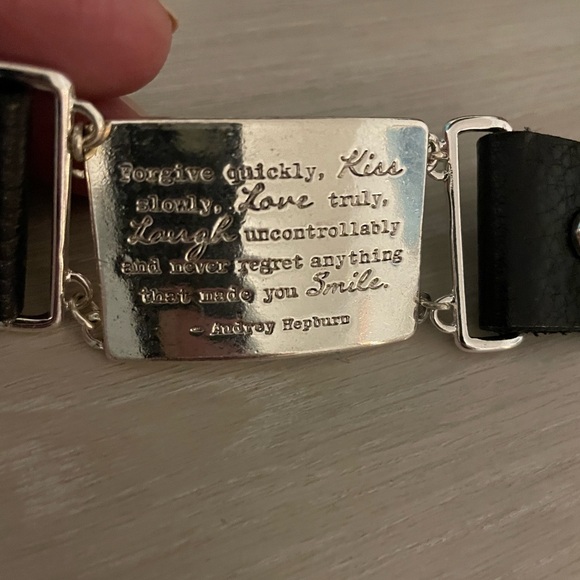 Forgive quickly, Kiss
slowly, Love truly,
Laugh uncontrollably
and never regret anything
that made you Smile.
- Audrey Hepburn